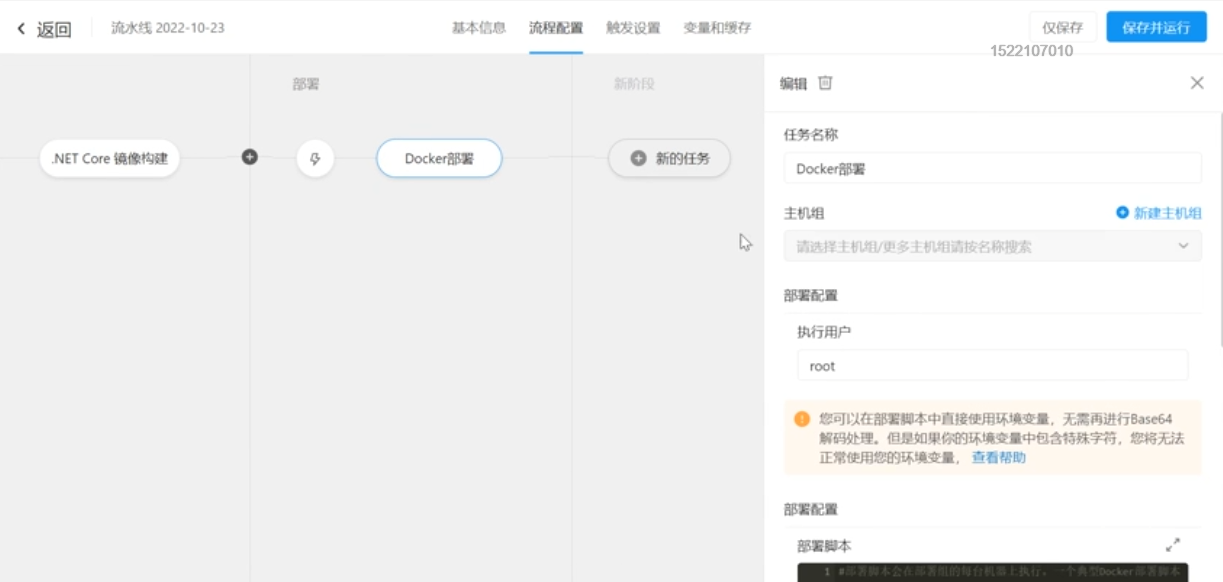 返回
流水线 2022-10-23
基本信息
流程配置
触发设置
变量和缓存
仅保存
保存并运行
1522107010
部署
新阶段
编辑
.NET Core 镜像构建
Docker部署
新的任务
任务名称
Docker部署
主机组
新建主机组
请选择主机组/更多主机组请按名称搜索
部署配置
执行用户
root
您可以在部署脚本中直接使用环境变量，无需再进行Base64
解码处理。但是如果你的环境变量中包含特殊字符，您将无法
正常使用您的环境变量， 查看帮助
部署配置
部署脚本
1 #部署脚本会在部署组的每台机器上执行。一个典型Docker部署脚本